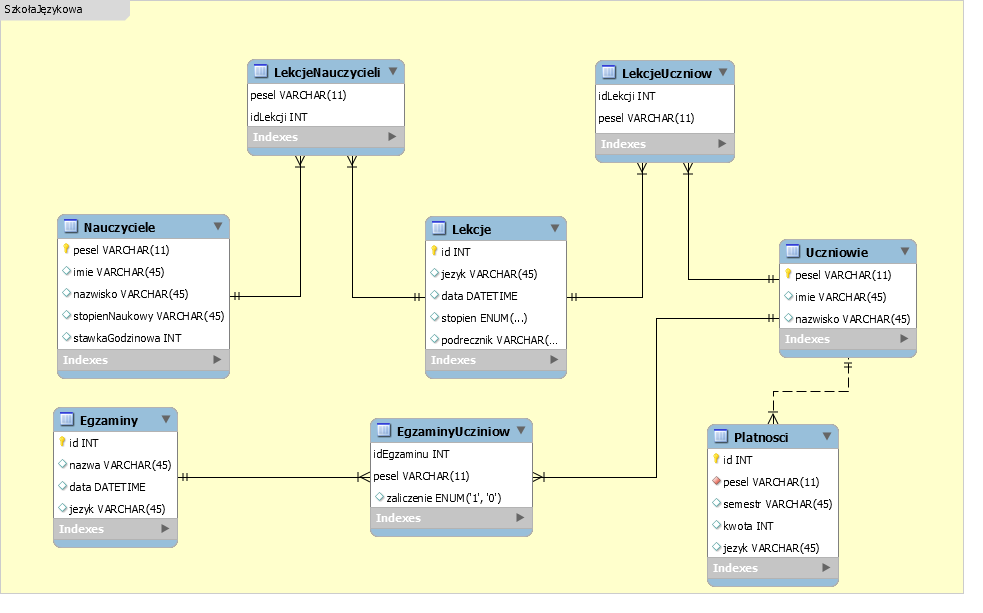 SzkołaJęzykowa
LekcjeNauczycieli
pesel VARCHAR(11)
idLekcji INT
Indexes
LekcjeUczniow
idLekcji INT
pesel VARCHAR(11)
Indexes
Nauczyciele
pesel VARCHAR(11)
imie VARCHAR(45)
nazwisko VARCHAR(45)
stopienNaukowy VARCHAR(45)
stawkaGodzinowa INT
Indexes
Lekcje
id INT
jezyk VARCHAR(45)
data DATETIME
stopien ENUM(...)
podrecznik VARCHAR(...
Indexes
Uczniowie
pesel VARCHAR(11)
imie VARCHAR(45)
nazwisko VARCHAR(45)
Indexes
Egzaminy
id INT
nazwa VARCHAR(45)
data DATETIME
jezyk VARCHAR(45)
Indexes
EgzaminyUcziniow
idEgzaminu INT
pesel VARCHAR(11)
zaliczenie ENUM('1', '0')
Indexes
Platnosci
id INT
pesel VARCHAR(11)
semestr VARCHAR(45)
kwota INT
jezyk VARCHAR(45)
Indexes